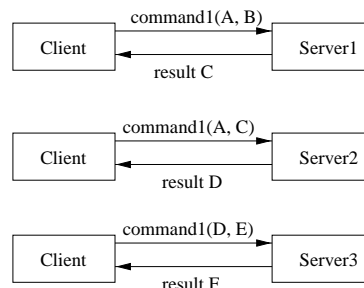 command1(A, B)
Client
Server1
result C
command1(A, C)
Client
Server2
result D
command1(D, E)
Client
Server3
result